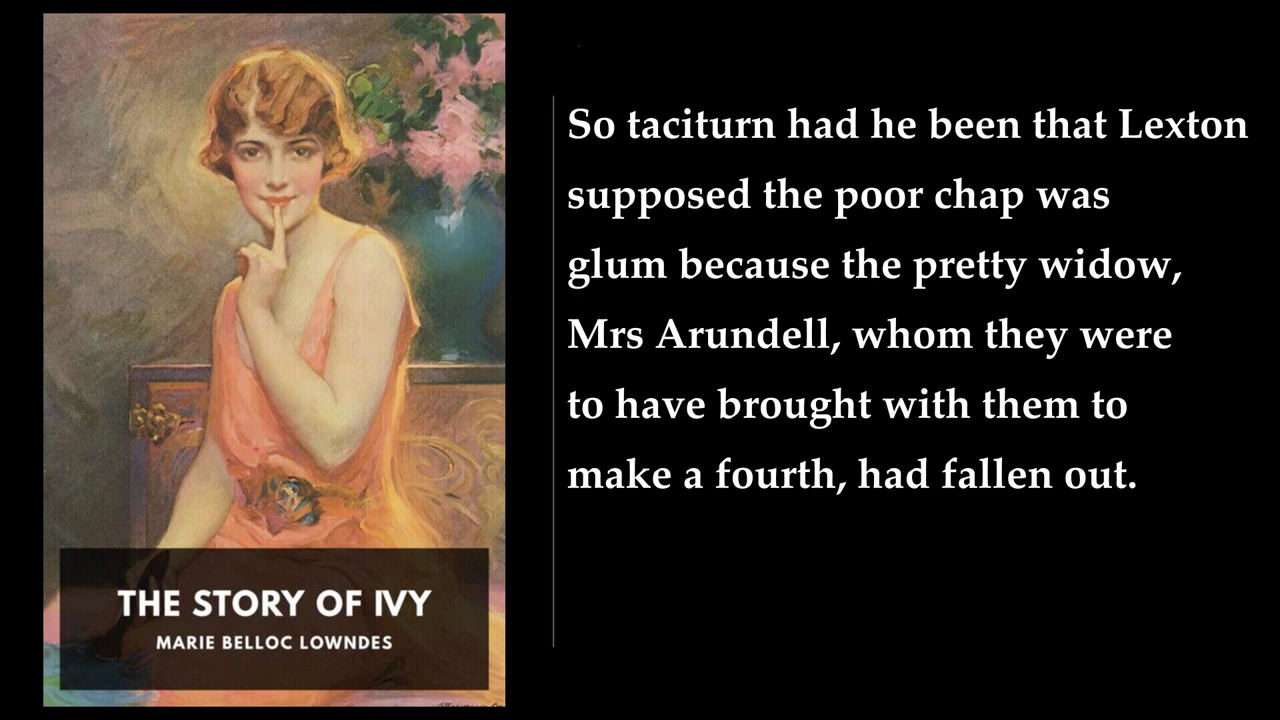 THE STORY OF IVY
MARIE BELLOC LOWNDES
So taciturn had he been that Lexton
supposed the poor chap was
glum because the pretty widow,
Mrs Arundell, whom they were
to have brought with them to
make a fourth, had fallen out.